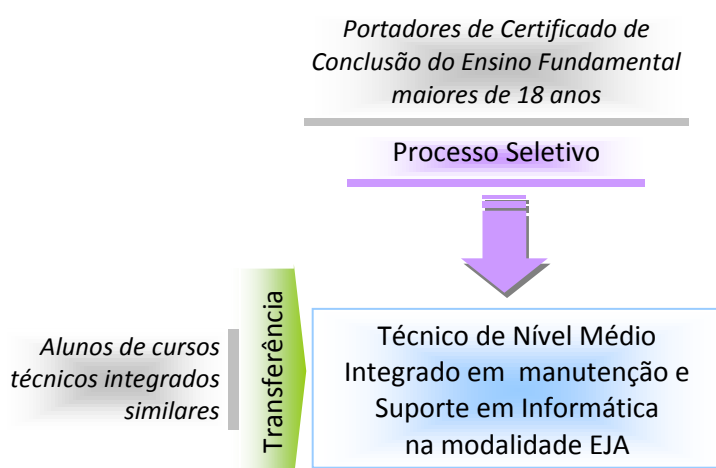 Portadores de Certificado de
Conclusão do Ensino Fundamental
maiores de 18 anos
Processo Seletivo
Transferência
Alunos de cursos
técnicos integrados
similares
Técnico de Nível Médio
Integrado em manutenção e
Suporte em Informática
na modalidade EJA